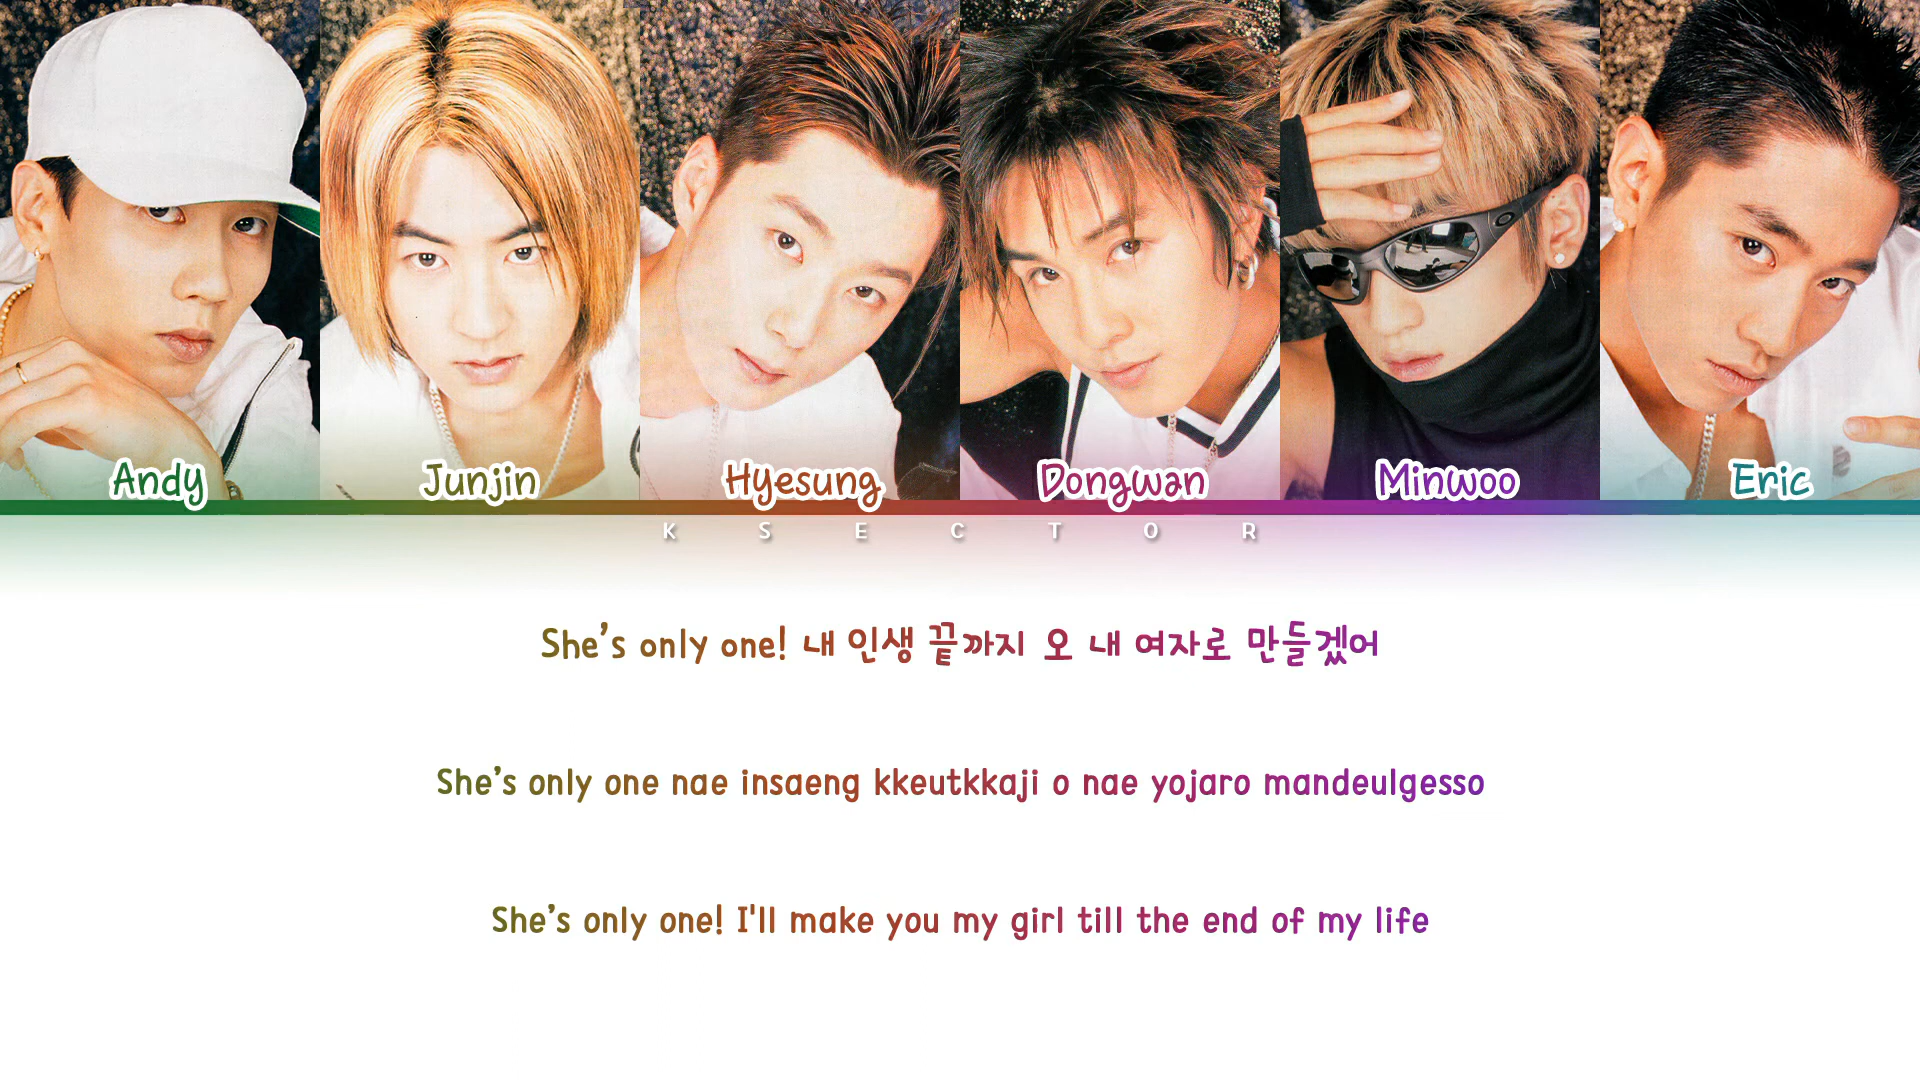 Andy Junjin Hyesung Dongwan Minwoo Eric
K S E C T O R
She’s only one! 내 인생 끝까지 오 내 여자로 만들겠어
She’s only one nae insaeng kkeutkkaji o nae yojaro mandeulgesso
She’s only one! I'll make you my girl till the end of my life